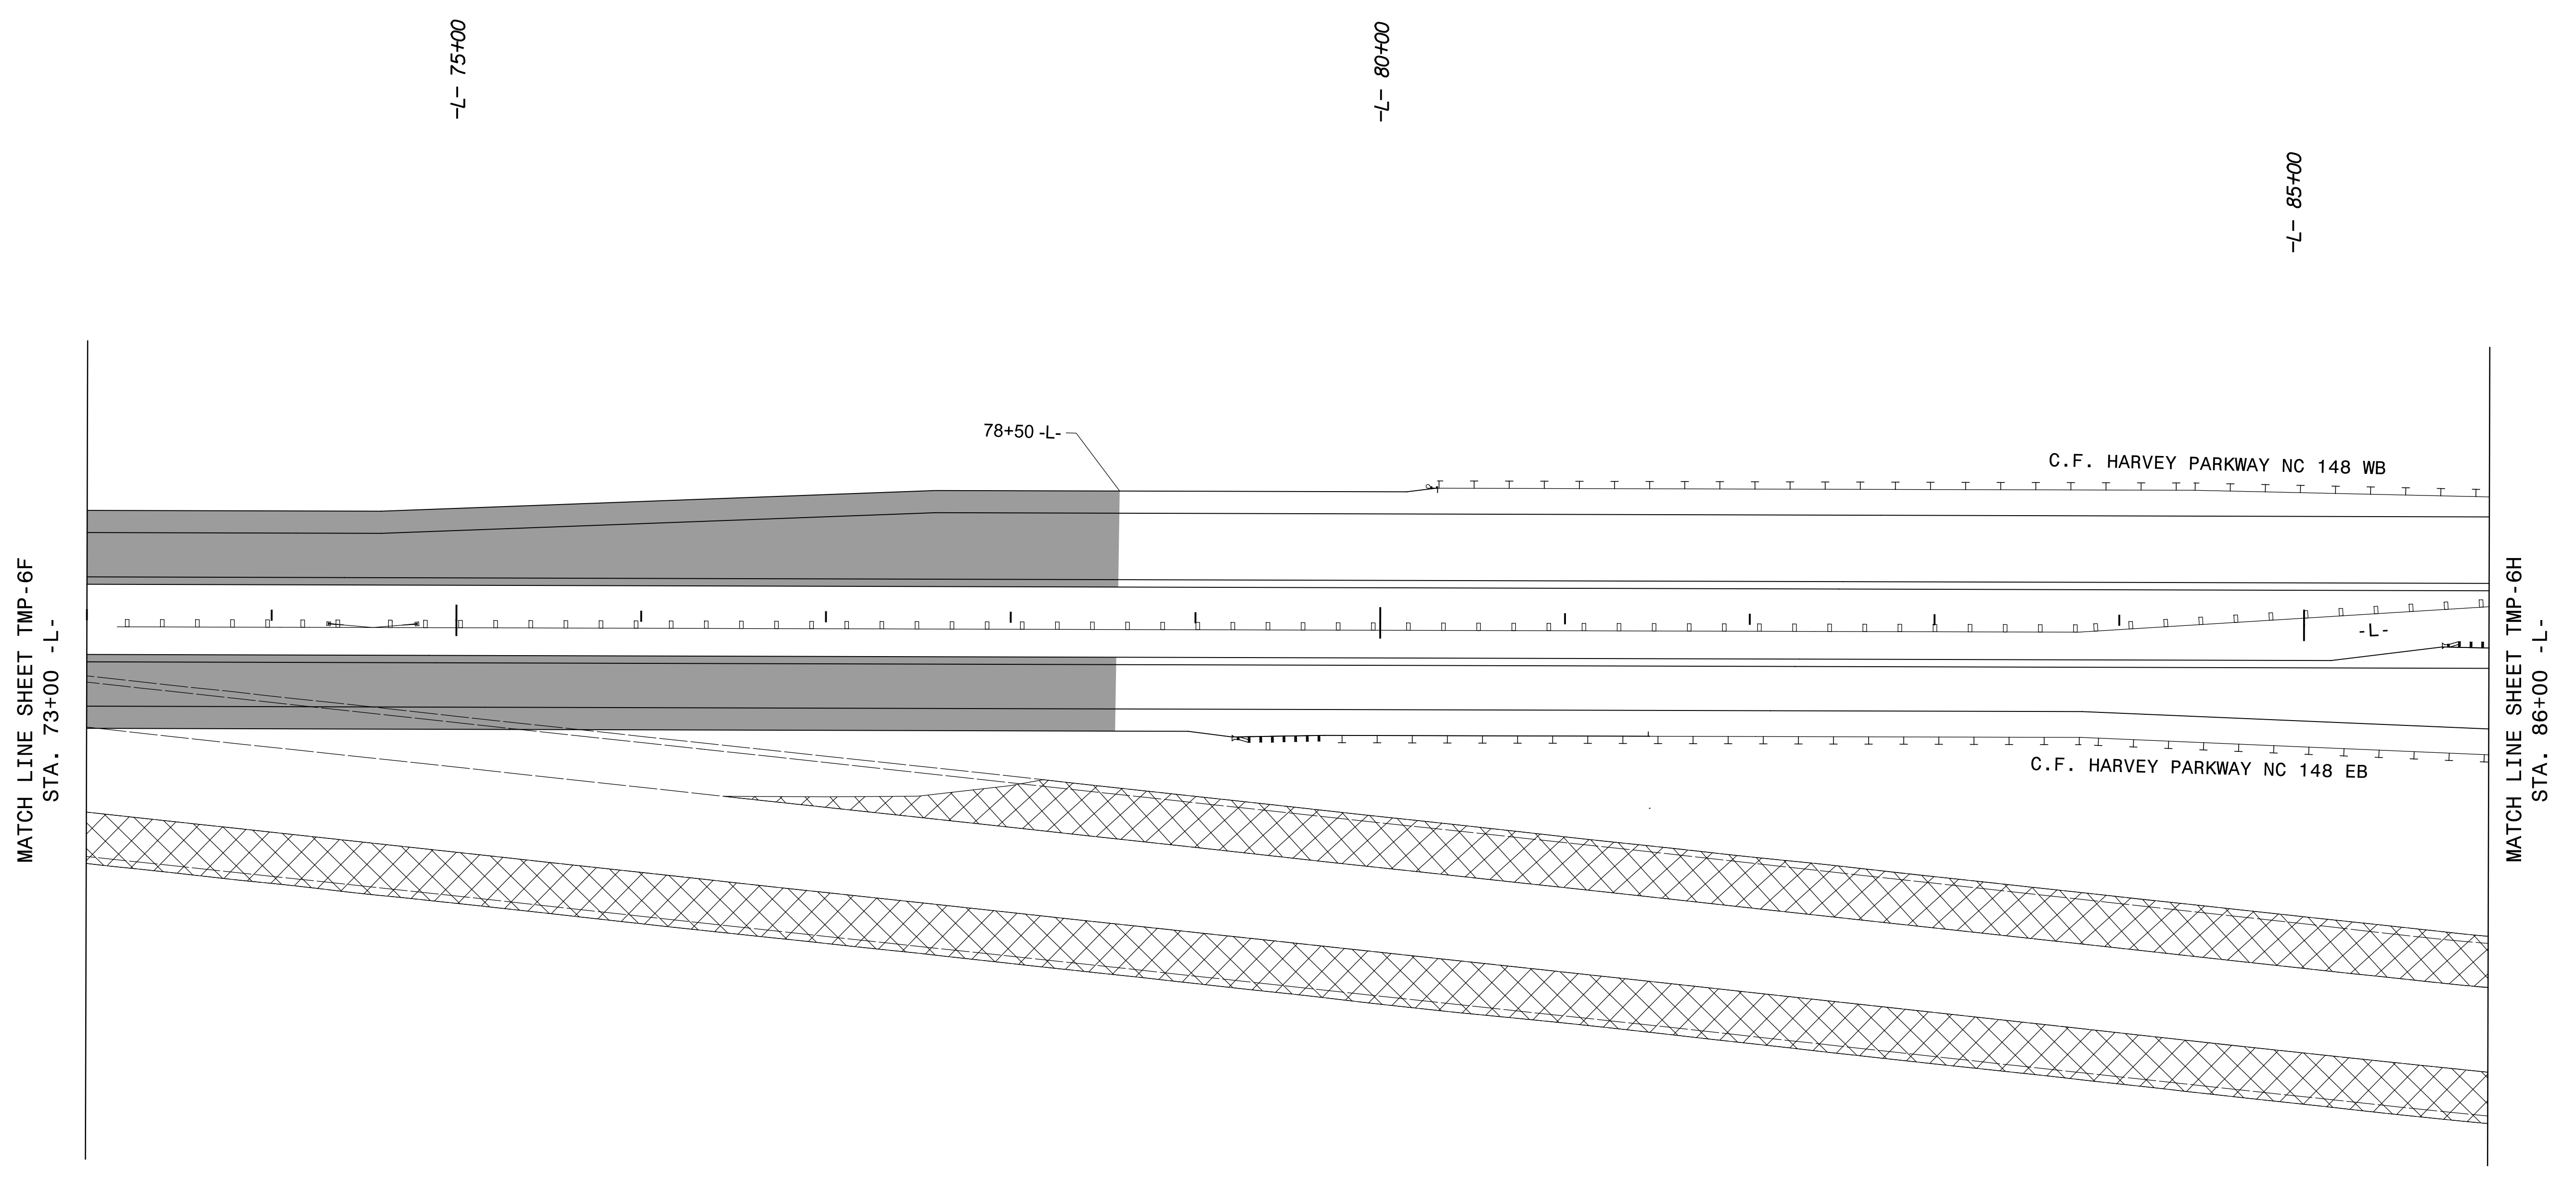 -L- 75+00
-L- 80+00
-L- 85+00
78+50 -L-
C.F. HARVEY PARKWAY NC 148 WB
MATCH LINE SHEET TMP-6F
STA. 73+00 -L-
-L-
C.F. HARVEY PARKWAY NC 148 EB
MATCH LINE SHEET TMP-6H
STA. 86+00 -L-